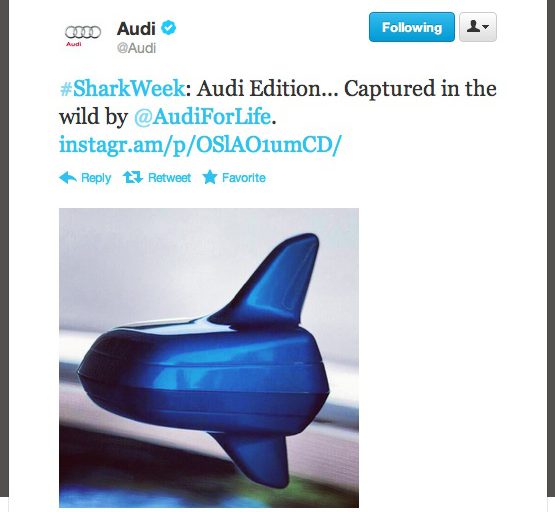 Audi
Following
Audi
@Audi
#SharkWeek: Audi Edition... Captured in the
wild by @AudiForLife.
instagr.am/p/OSlAO1umCD/
Reply Retweet Favorite